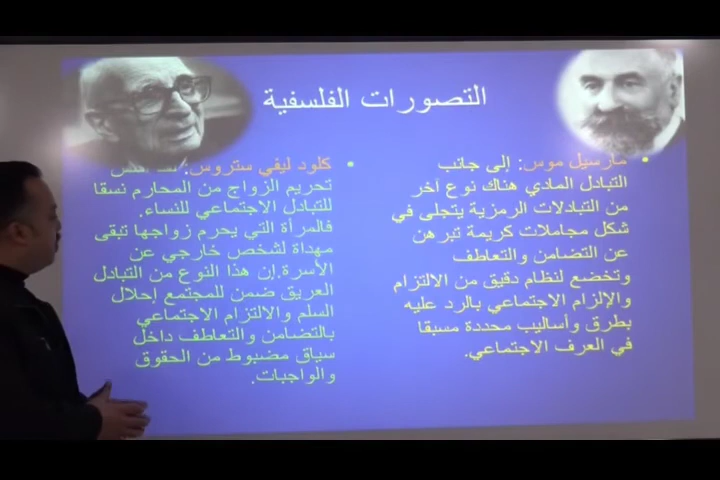 التصورات الفلسفية
مارسيل موس: إلى جانب
التبادل المادي هناك نوع آخر
من التبادلات الرمزية يتجلى في
شكل مجاملات كريمة تبرهن
عن التضامن والتعاطف
وتخضع لنظام دقيق من الالتزام
والإلزام الاجتماعي بالرد عليه
بطرق وأساليب محددة مسبقا
في العرف الاجتماعي.
كلود ليفي ستروس:
تحريم الزواج من المحارم نسقا
للتبادل الاجتماعي للنساء.
فالمرأة التي يحرم زواجها تبقى
مهداة لشخص خارجي عن
الأسرة.إن هذا النوع من التبادل
العريق ضمن للمجتمع إحلال
السلم والالتزام الاجتماعي
بالتضامن والتعاطف داخل
سياق مضبوط من الحقوق
والواجبات.